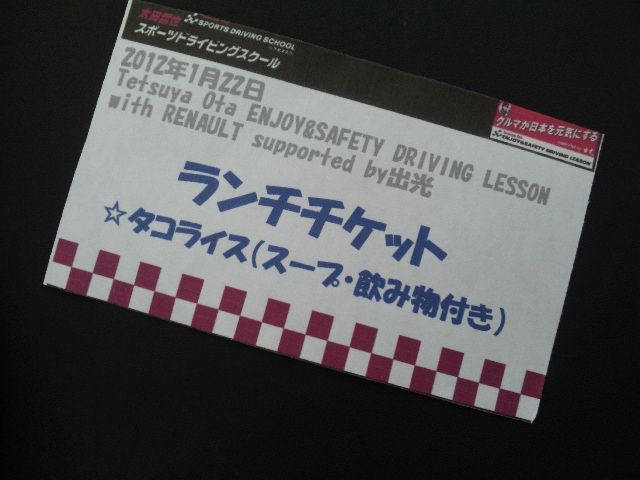 太田哲也
SPORTS DRIVING SCHOOL
スポーツドライビングスクール
クルマが日本を元気にする
ENJOY&SAFETY DRIVING LESSON
2012年1月22日
Tetsuya Ota ENJOY&SAFETY DRIVING LESSON
with RENAULT supported by出光
ランチチケット
☆タコライス(スープ・飲み物付き)